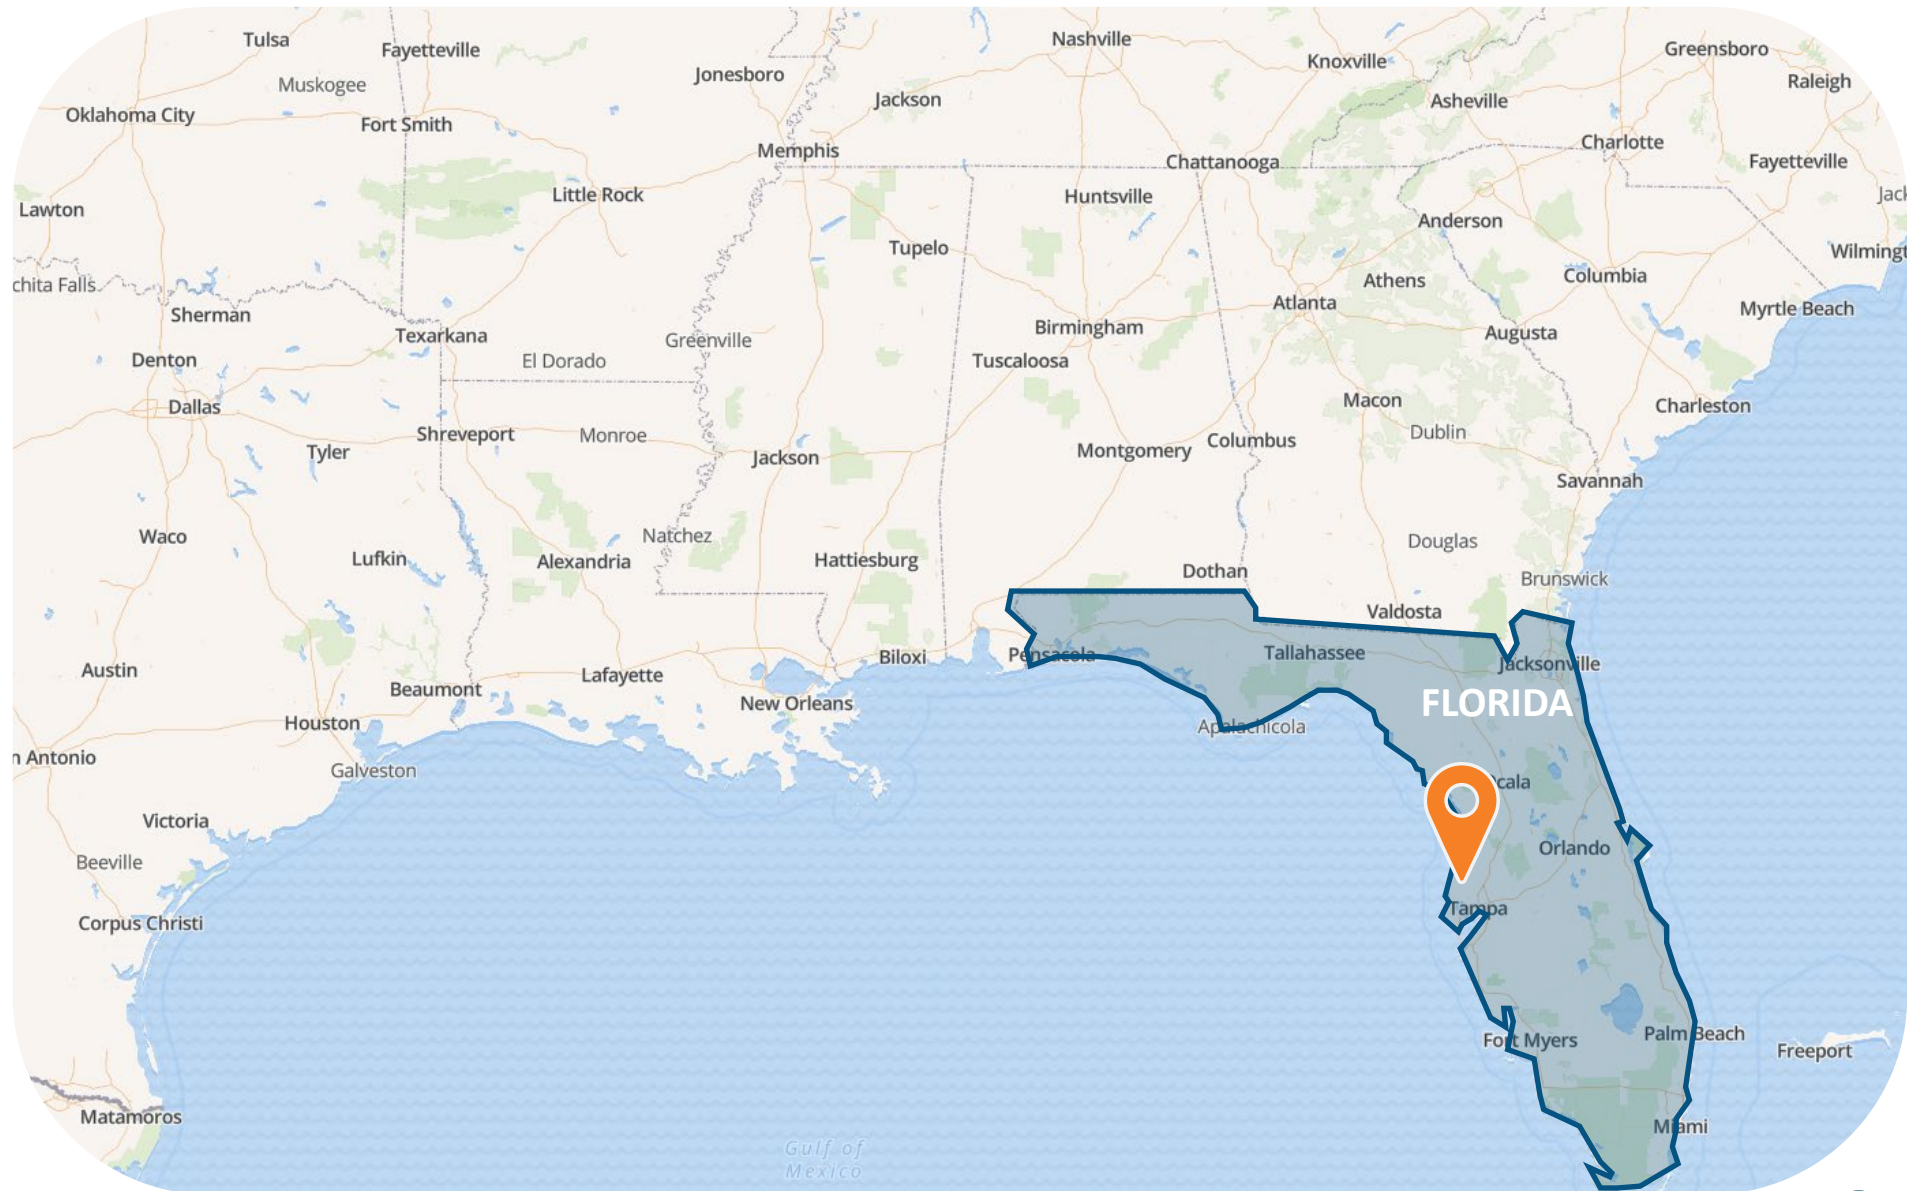 Tulsa
Fayetteville
Nashville
Knoxville
Greensboro
Muskogee
Jonesboro
Jackson
Asheville
Raleigh
Oklahoma City
Fort Smith
Memphis
Chattanooga
Charlotte
Fayetteville
Lawton
Little Rock
Huntsville
Anderson
Jack
Tupelo
Wilmingt
chita Falls
Athens
Columbia
Sherman
Atlanta
Myrtle Beach
Texarkana
Greenville
Birmingham
Augusta
Denton
El Dorado
Tuscaloosa
Dallas
Macon
Charleston
Shreveport
Monroe
Columbus
Dublin
Tyler
Jackson
Montgomery
Savannah
Waco
Natchez
Douglas
Lufkin
Alexandria
Hattiesburg
Dothan
Brunswick
Valdosta
Austin
Biloxi
Pensacola
Tallahassee
Jacksonville
Beaumont
Lafayette
New Orleans
FLORIDA
Houston
Apalachicola
n Antonio
Galveston
Ocala
Victoria
Orlando
Beeville
Tampa
Corpus Christi
Fort Myers
Palm Beach
Freeport
Matamoros
Miami
Gulf of
Mexico